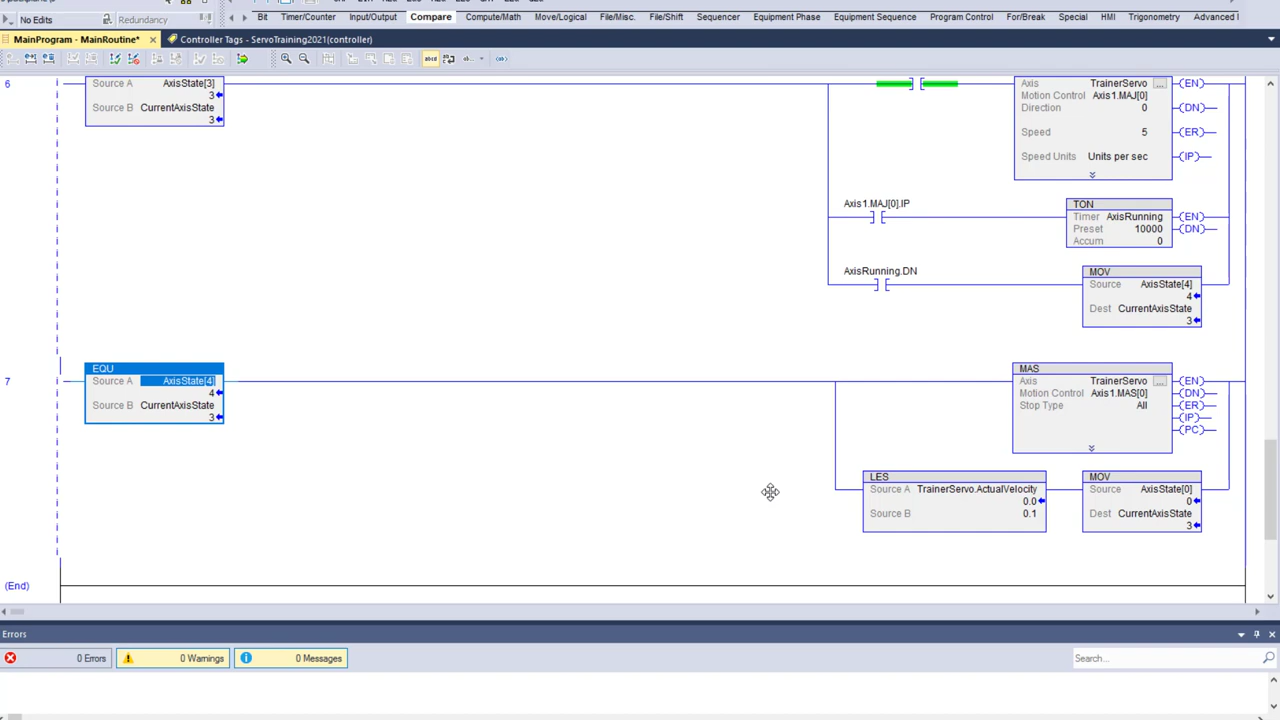 No Edits
Redundancy
Bit Timer/Counter Input/Output Compare Compute/Math Move/Logical File/Misc. File/Shift Sequencer Equipment Phase Equipment Sequence Program Control For/Break Special HMI Trigonometry Advanced
MainProgram - MainRoutine* ×
Controller Tags - ServoTraining2021(controller)
6
Source A AxisState[3]
3
Source B CurrentAxisState
3
Axis TrainerServo ...
Motion Control Axis1.MAJ[0]
Direction 0
Speed 5
Speed Units Units per sec
(EN)
(DN)
(ER)
(IP)
Axis1.MAJ[0].IP
TON
Timer AxisRunning
Preset 10000
Accum 0
(EN)
(DN)
AxisRunning.DN
MOV
Source AxisState[4]
4
Dest CurrentAxisState
3
7
EQU
Source A AxisState[4]
4
Source B CurrentAxisState
3
MAS
Axis TrainerServo ...
Motion Control Axis1.MAS[0]
Stop Type All
(EN)
(DN)
(ER)
(IP)
(PC)
LES
Source A TrainerServo.ActualVelocity
0.0
Source B 0.1
MOV
Source AxisState[0]
0
Dest CurrentAxisState
3
(End)
Errors
0 Errors
0 Warnings
0 Messages
Search...